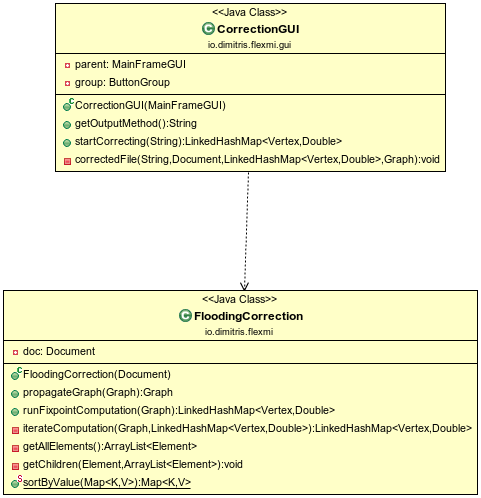 <<Java Class>>
CorrectionGUI
io.dimitris.flexmi.gui
parent: MainFrameGUI
group: ButtonGroup
CorrectionGUI(MainFrameGUI)
getOutputMethod():String
startCorrecting(String):LinkedHashMap<Vertex,Double>
correctedFile(String,Document,LinkedHashMap<Vertex,Double>,Graph):void
<<Java Class>>
FloodingCorrection
io.dimitris.flexmi
doc: Document
FloodingCorrection(Document)
propagateGraph(Graph):Graph
runFixpointComputation(Graph):LinkedHashMap<Vertex,Double>
iterateComputation(Graph,LinkedHashMap<Vertex,Double>):LinkedHashMap<Vertex,Double>
getAllElements():ArrayList<Element>
getChildren(Element,ArrayList<Element>):void
sortByValue(Map<K,V>):Map<K,V>